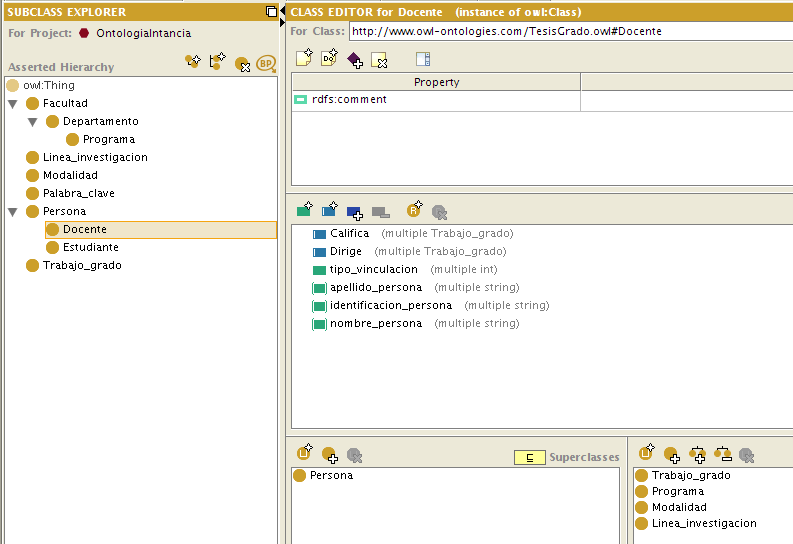 SUBCLASS EXPLORER
For Project: OntologiaIntancia
Asserted Hierarchy
BP
owl:Thing
Facultad
Departamento
Programa
Linea_investigacion
Modalidad
Palabra_clave
Persona
Docente
Estudiante
Trabajo_grado
CLASS EDITOR for Docente (instance of owl:Class)
For Class: http://www.owl-ontologies.com/TesisGrado.owl#Docente
Property
rdfs:comment
R
Califica (multiple Trabajo_grado)
Dirige (multiple Trabajo_grado)
tipo_vinculacion (multiple int)
apellido_persona (multiple string)
identificacion_persona (multiple string)
nombre_persona (multiple string)
⊑ Superclasses
Persona
Trabajo_grado
Programa
Modalidad
Linea_investigacion